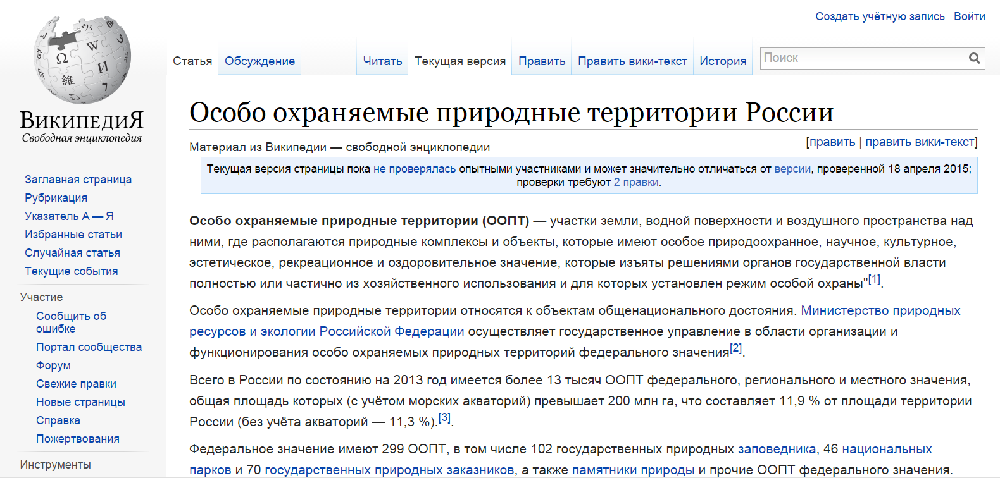 Создать учётную запись Войти
Статья Обсуждение Читать Текущая версия Править Править вики-текст История Поиск
ВикипедиЯ
Свободная энциклопедия
Заглавная страница
Рубрикация
Указатель А — Я
Избранные статьи
Случайная статья
Текущие события
Участие
Сообщить об
ошибке
Портал сообщества
Форум
Свежие правки
Новые страницы
Справка
Пожертвования
Инструменты
Особо охраняемые природные территории России
[править | править вики-текст]
Материал из Википедии — свободной энциклопедии
Текущая версия страницы пока не проверялась опытными участниками и может значительно отличаться от версии, проверенной 18 апреля 2015;
проверки требуют 2 правки.
Особо охраняемые природные территории (ООПТ) — участки земли, водной поверхности и воздушного пространства над
ними, где располагаются природные комплексы и объекты, которые имеют особое природоохранное, научное, культурное,
эстетическое, рекреационное и оздоровительное значение, которые изъяты решениями органов государственной власти
полностью или частично из хозяйственного использования и для которых установлен режим особой охраны"[1].
Особо охраняемые природные территории относятся к объектам общенационального достояния. Министерство природных
ресурсов и экологии Российской Федерации осуществляет государственное управление в области организации и
функционирования особо охраняемых природных территорий федерального значения[2].
Всего в России по состоянию на 2013 год имеется более 13 тысяч ООПТ федерального, регионального и местного значения,
общая площадь которых (с учётом морских акваторий) превышает 200 млн га, что составляет 11,9 % от площади территории
России (без учёта акваторий — 11,3 %).[3].
Федеральное значение имеют 299 ООПТ, в том числе 102 государственных природных заповедника, 46 национальных
парков и 70 государственных природных заказников, а также памятники природы и прочие ООПТ федерального значения.